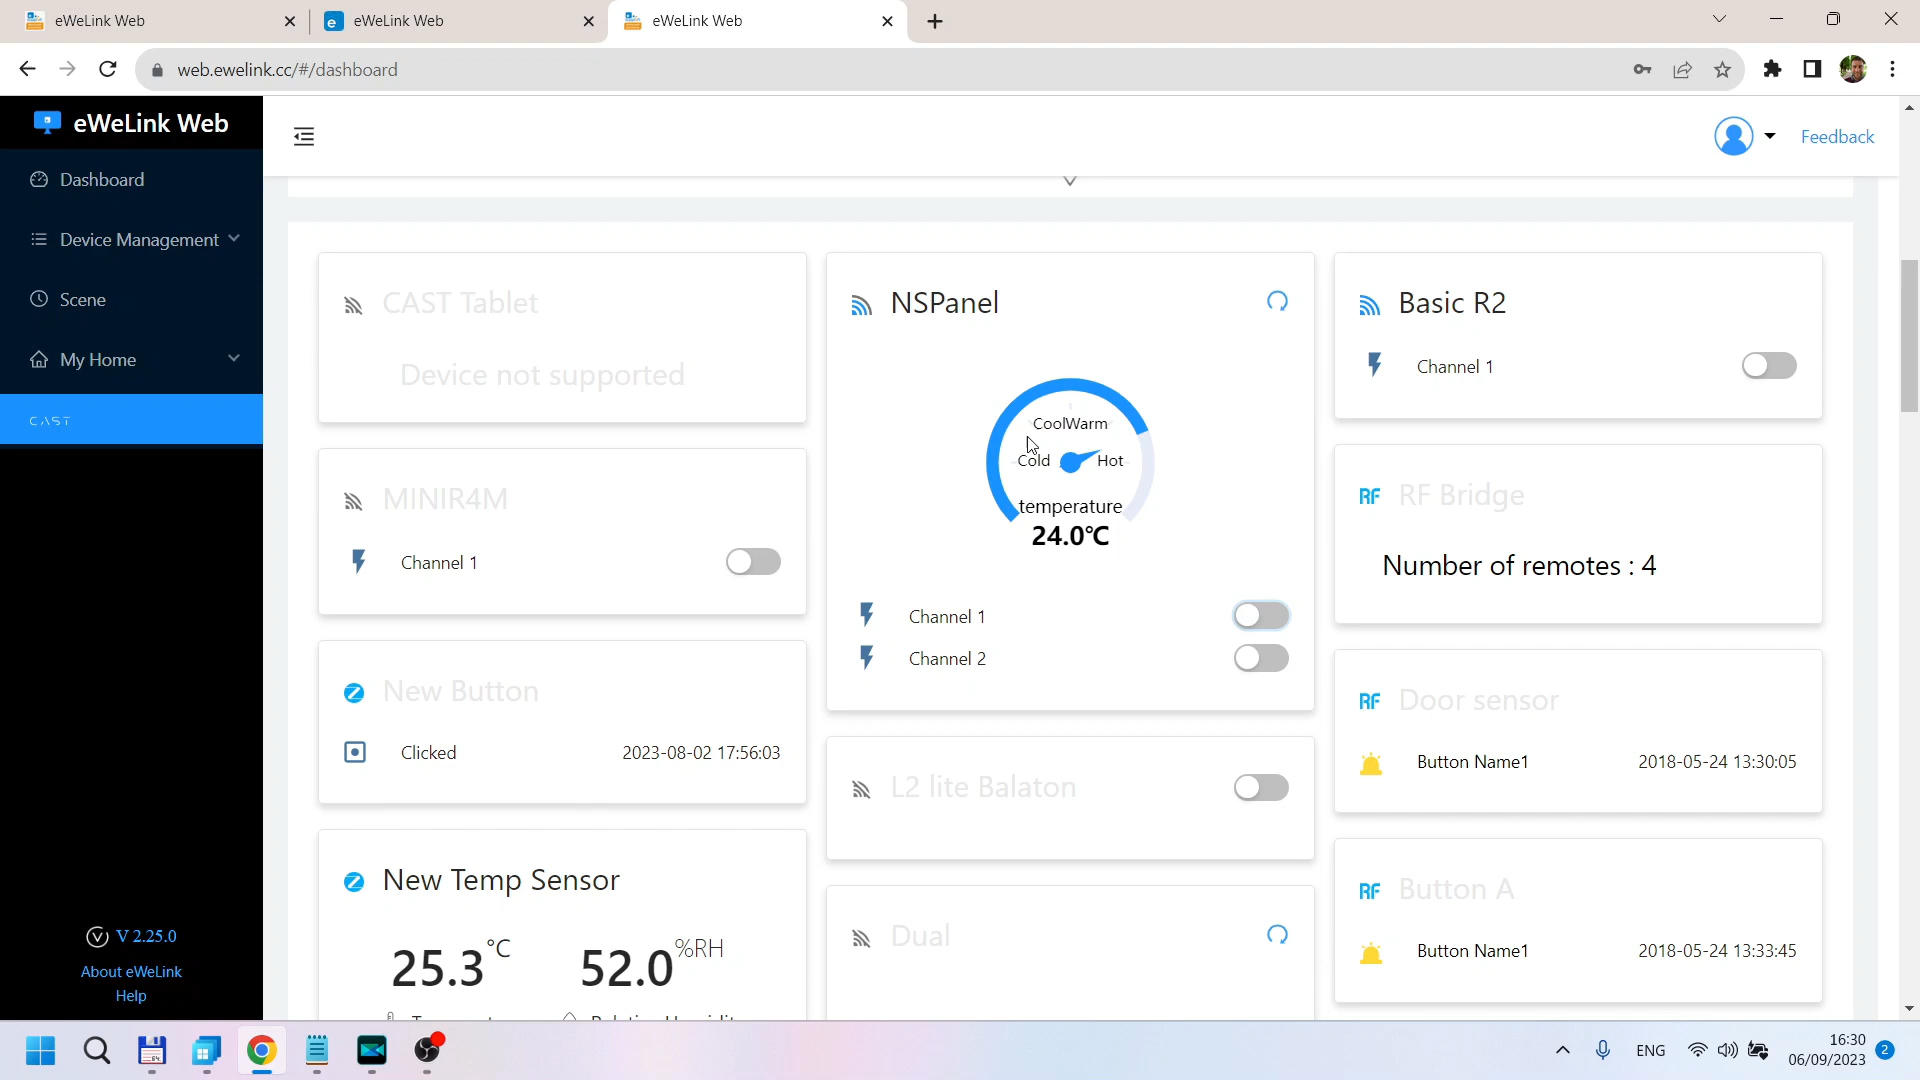 eWeLink Web
eWeLink Web
eWeLink Web
web.ewelink.cc/#/dashboard
eWeLink Web
Dashboard
Device Management
Scene
My Home
CAST
V 2.25.0
About eWeLink
Help
Feedback
CAST Tablet
Device not supported
MINIR4M
Channel 1
New Button
Clicked 2023-08-02 17:56:03
New Temp Sensor
25.3 °C 52.0 %RH
NSPanel
CoolWarm
Cold Hot
temperature
24.0℃
Channel 1
Channel 2
L2 lite Balaton
Dual
Basic R2
Channel 1
RF RF Bridge
Number of remotes : 4
RF Door sensor
Button Name1 2018-05-24 13:30:05
RF Button A
Button Name1 2018-05-24 13:33:45
ENG
16:30
06/09/2023
2